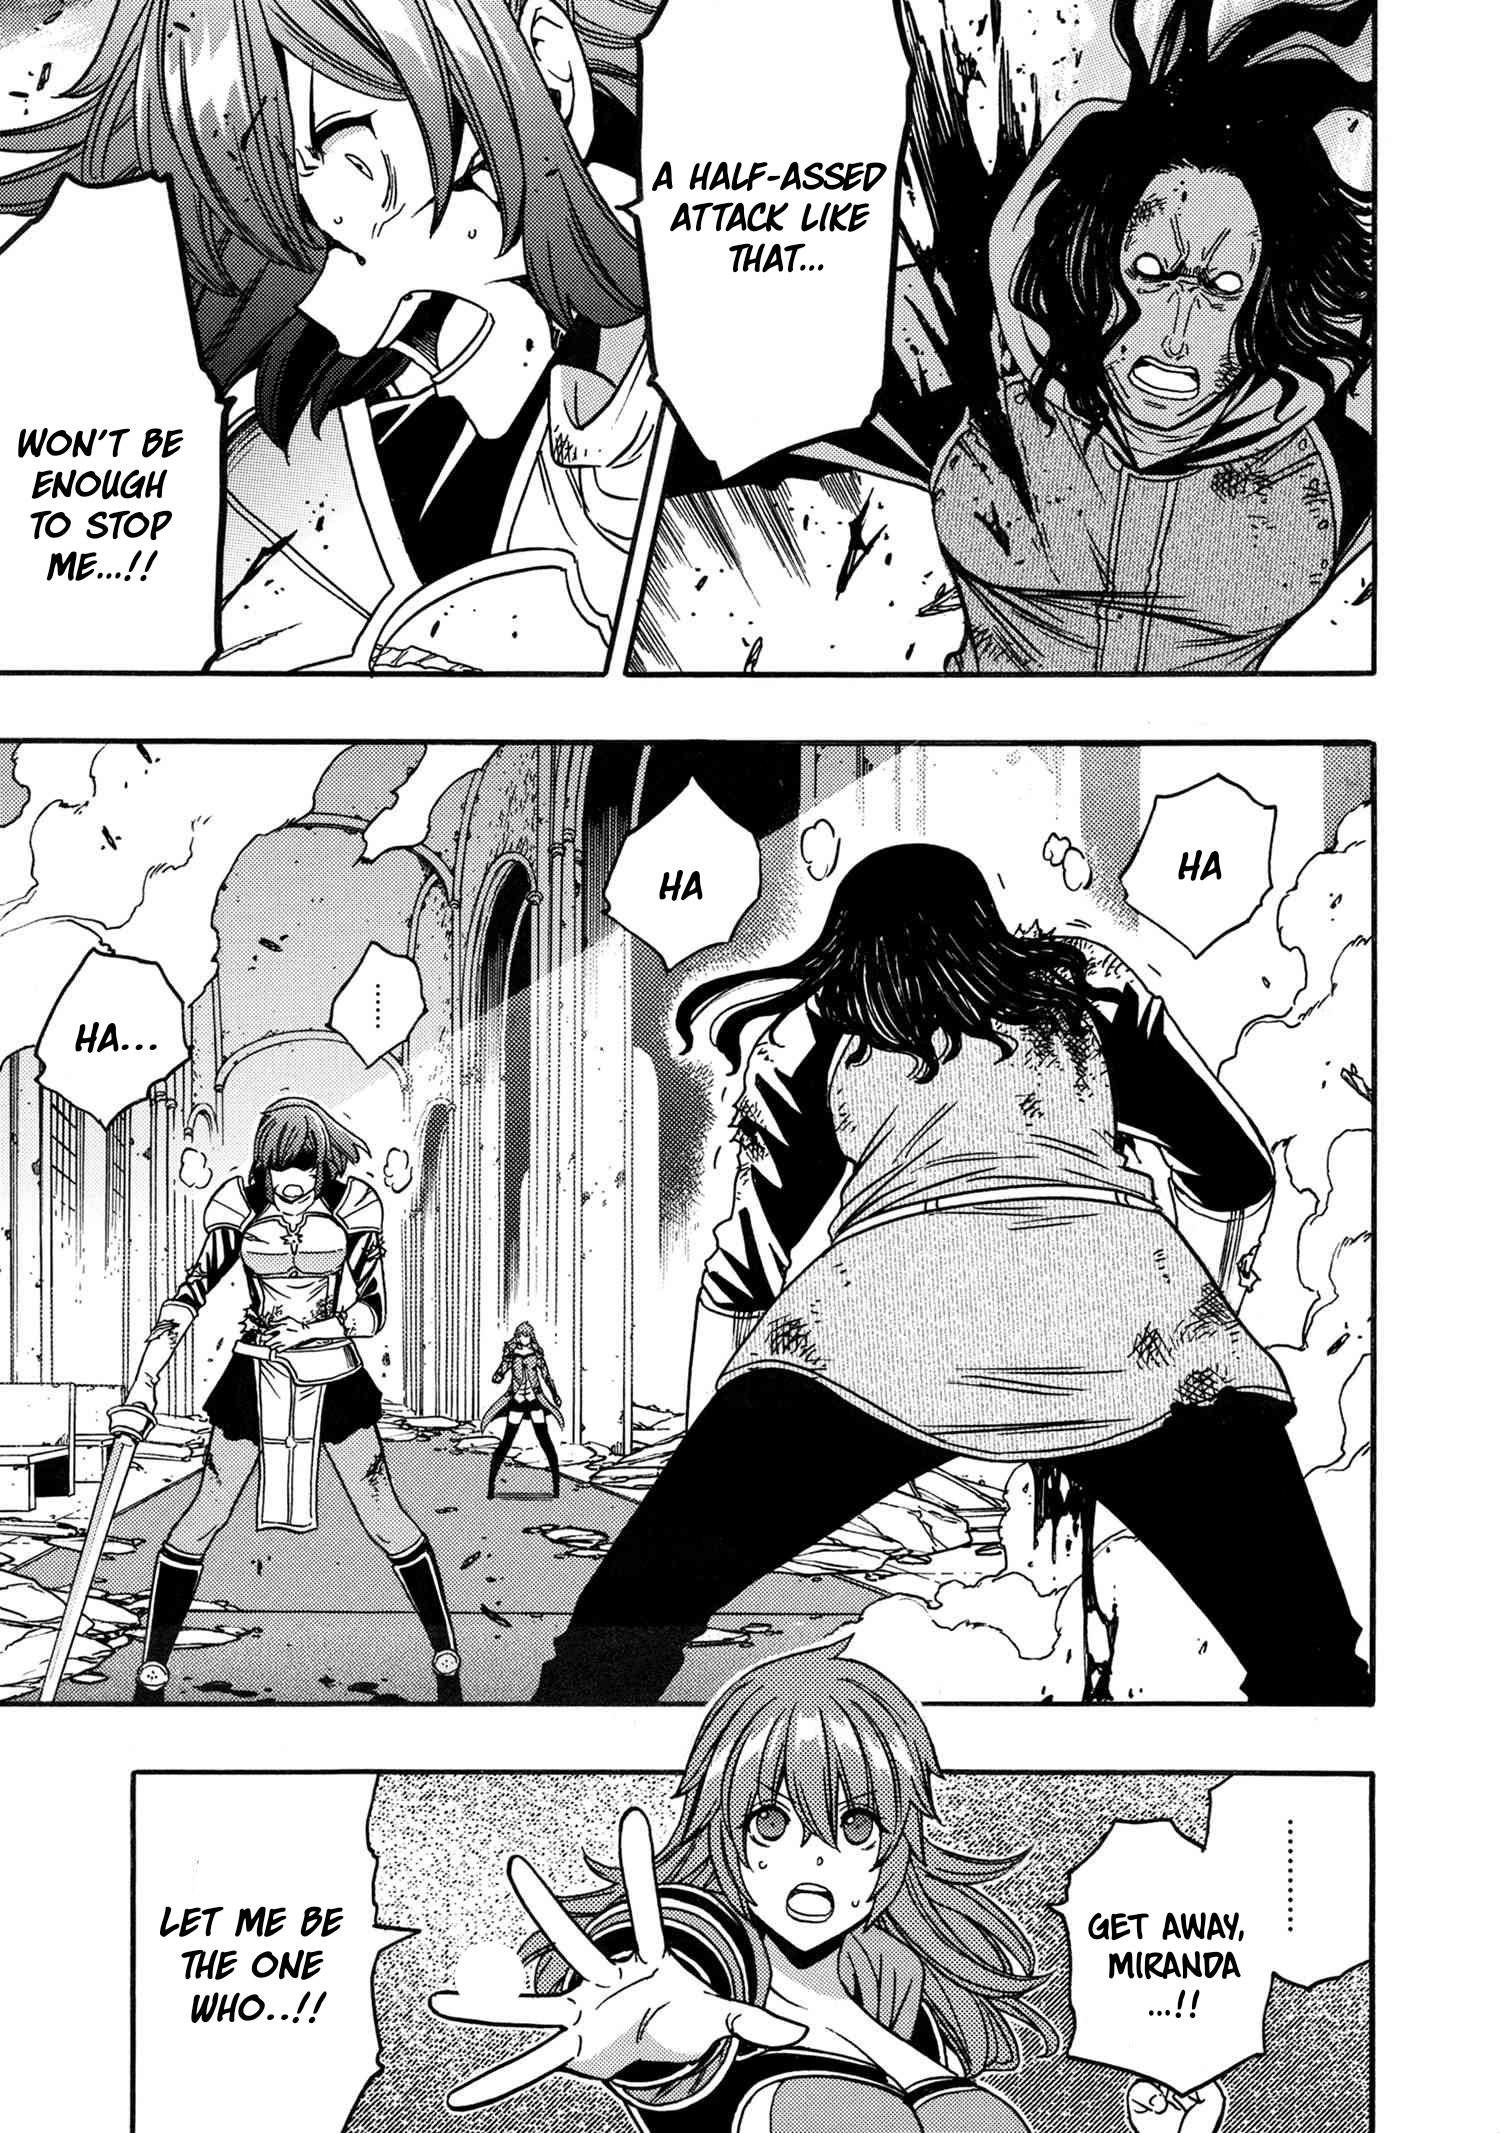 A HALF-ASSED
ATTACK LIKE
THAT...
WON'T BE
ENOUGH
TO STOP
ME...!!
HA
HA
......
HA...
.........
GET AWAY,
MIRANDA
...!!
LET ME BE
THE ONE
WHO..!!